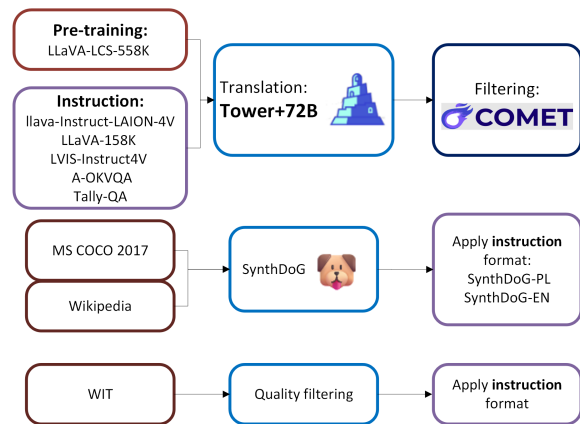 Pre-training:
LLaVA-LCS-558K
Instruction:
llava-Instruct-LAION-4V
LLaVA-158K
LVIS-Instruct4V
A-OKVQA
Tally-QA
Translation:
Tower+72B
Filtering:
COMET
MS COCO 2017
Wikipedia
SynthDoG
Apply instruction
format:
SynthDoG-PL
SynthDoG-EN
WIT
Quality filtering
Apply instruction
format